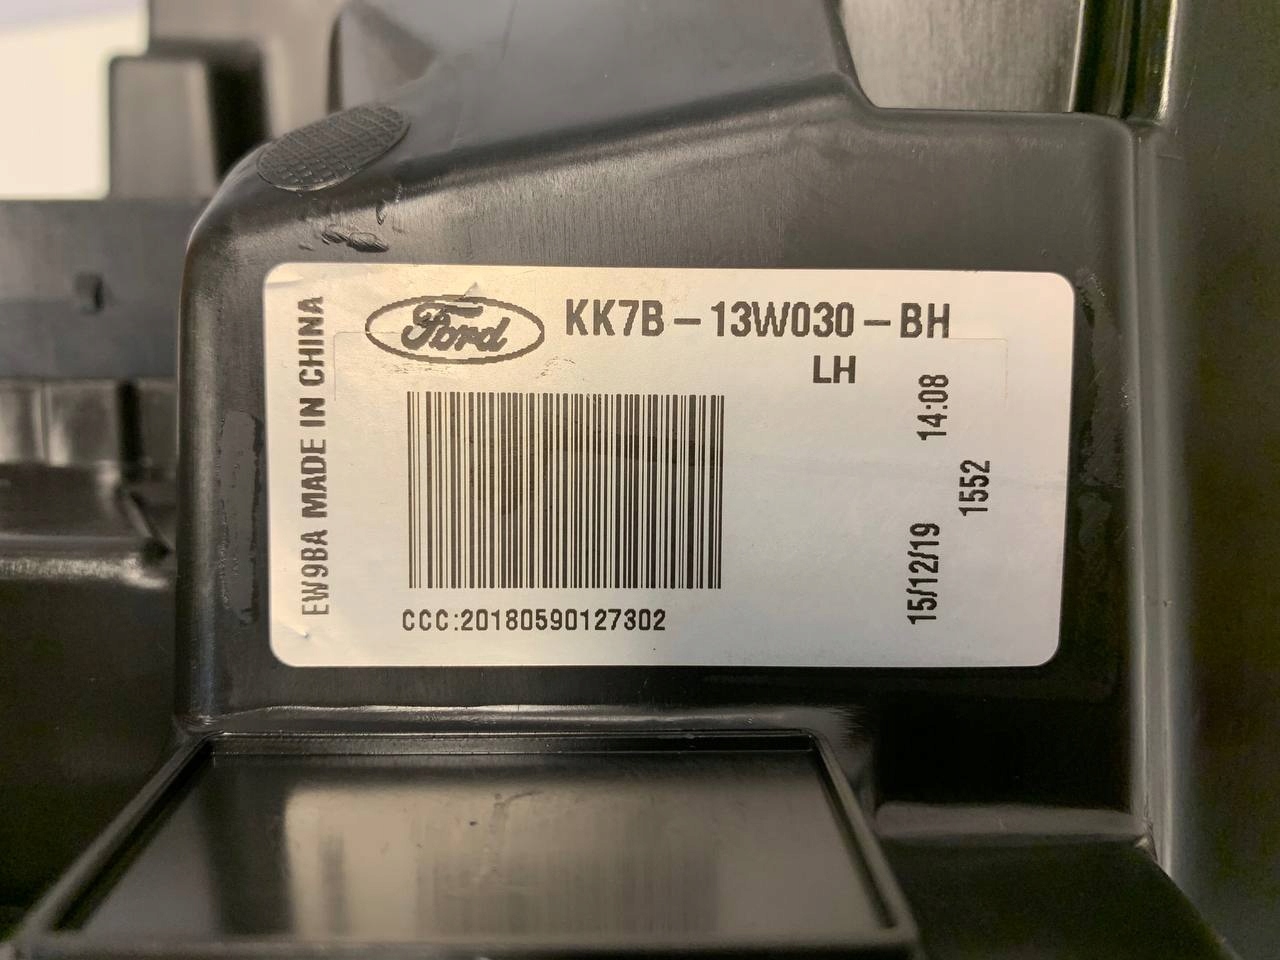 Ford
KK7B-13W030-BH
LH
EW9BA MADE IN CHINA
CCC:20180590127302
15/12/19 14:08
1552